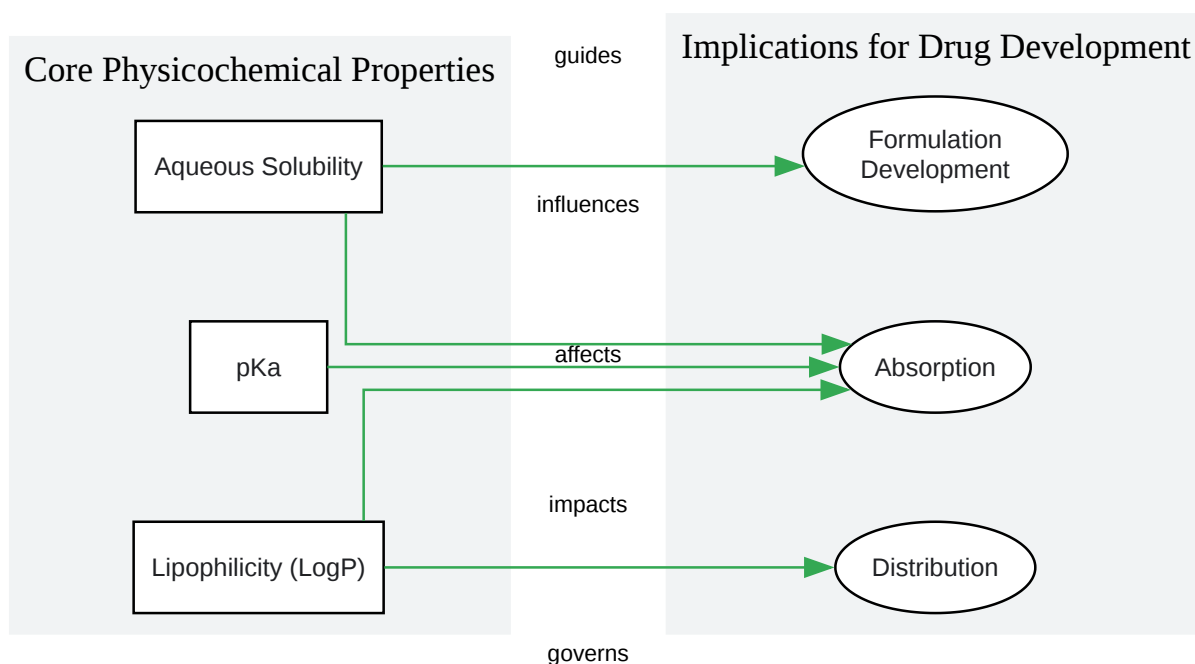 Core Physicochemical Properties
guides
Implications for Drug Development
Aqueous Solubility
Formulation
Development
influences
pKa
affects
Absorption
impacts
Lipophilicity (LogP)
Distribution
governs